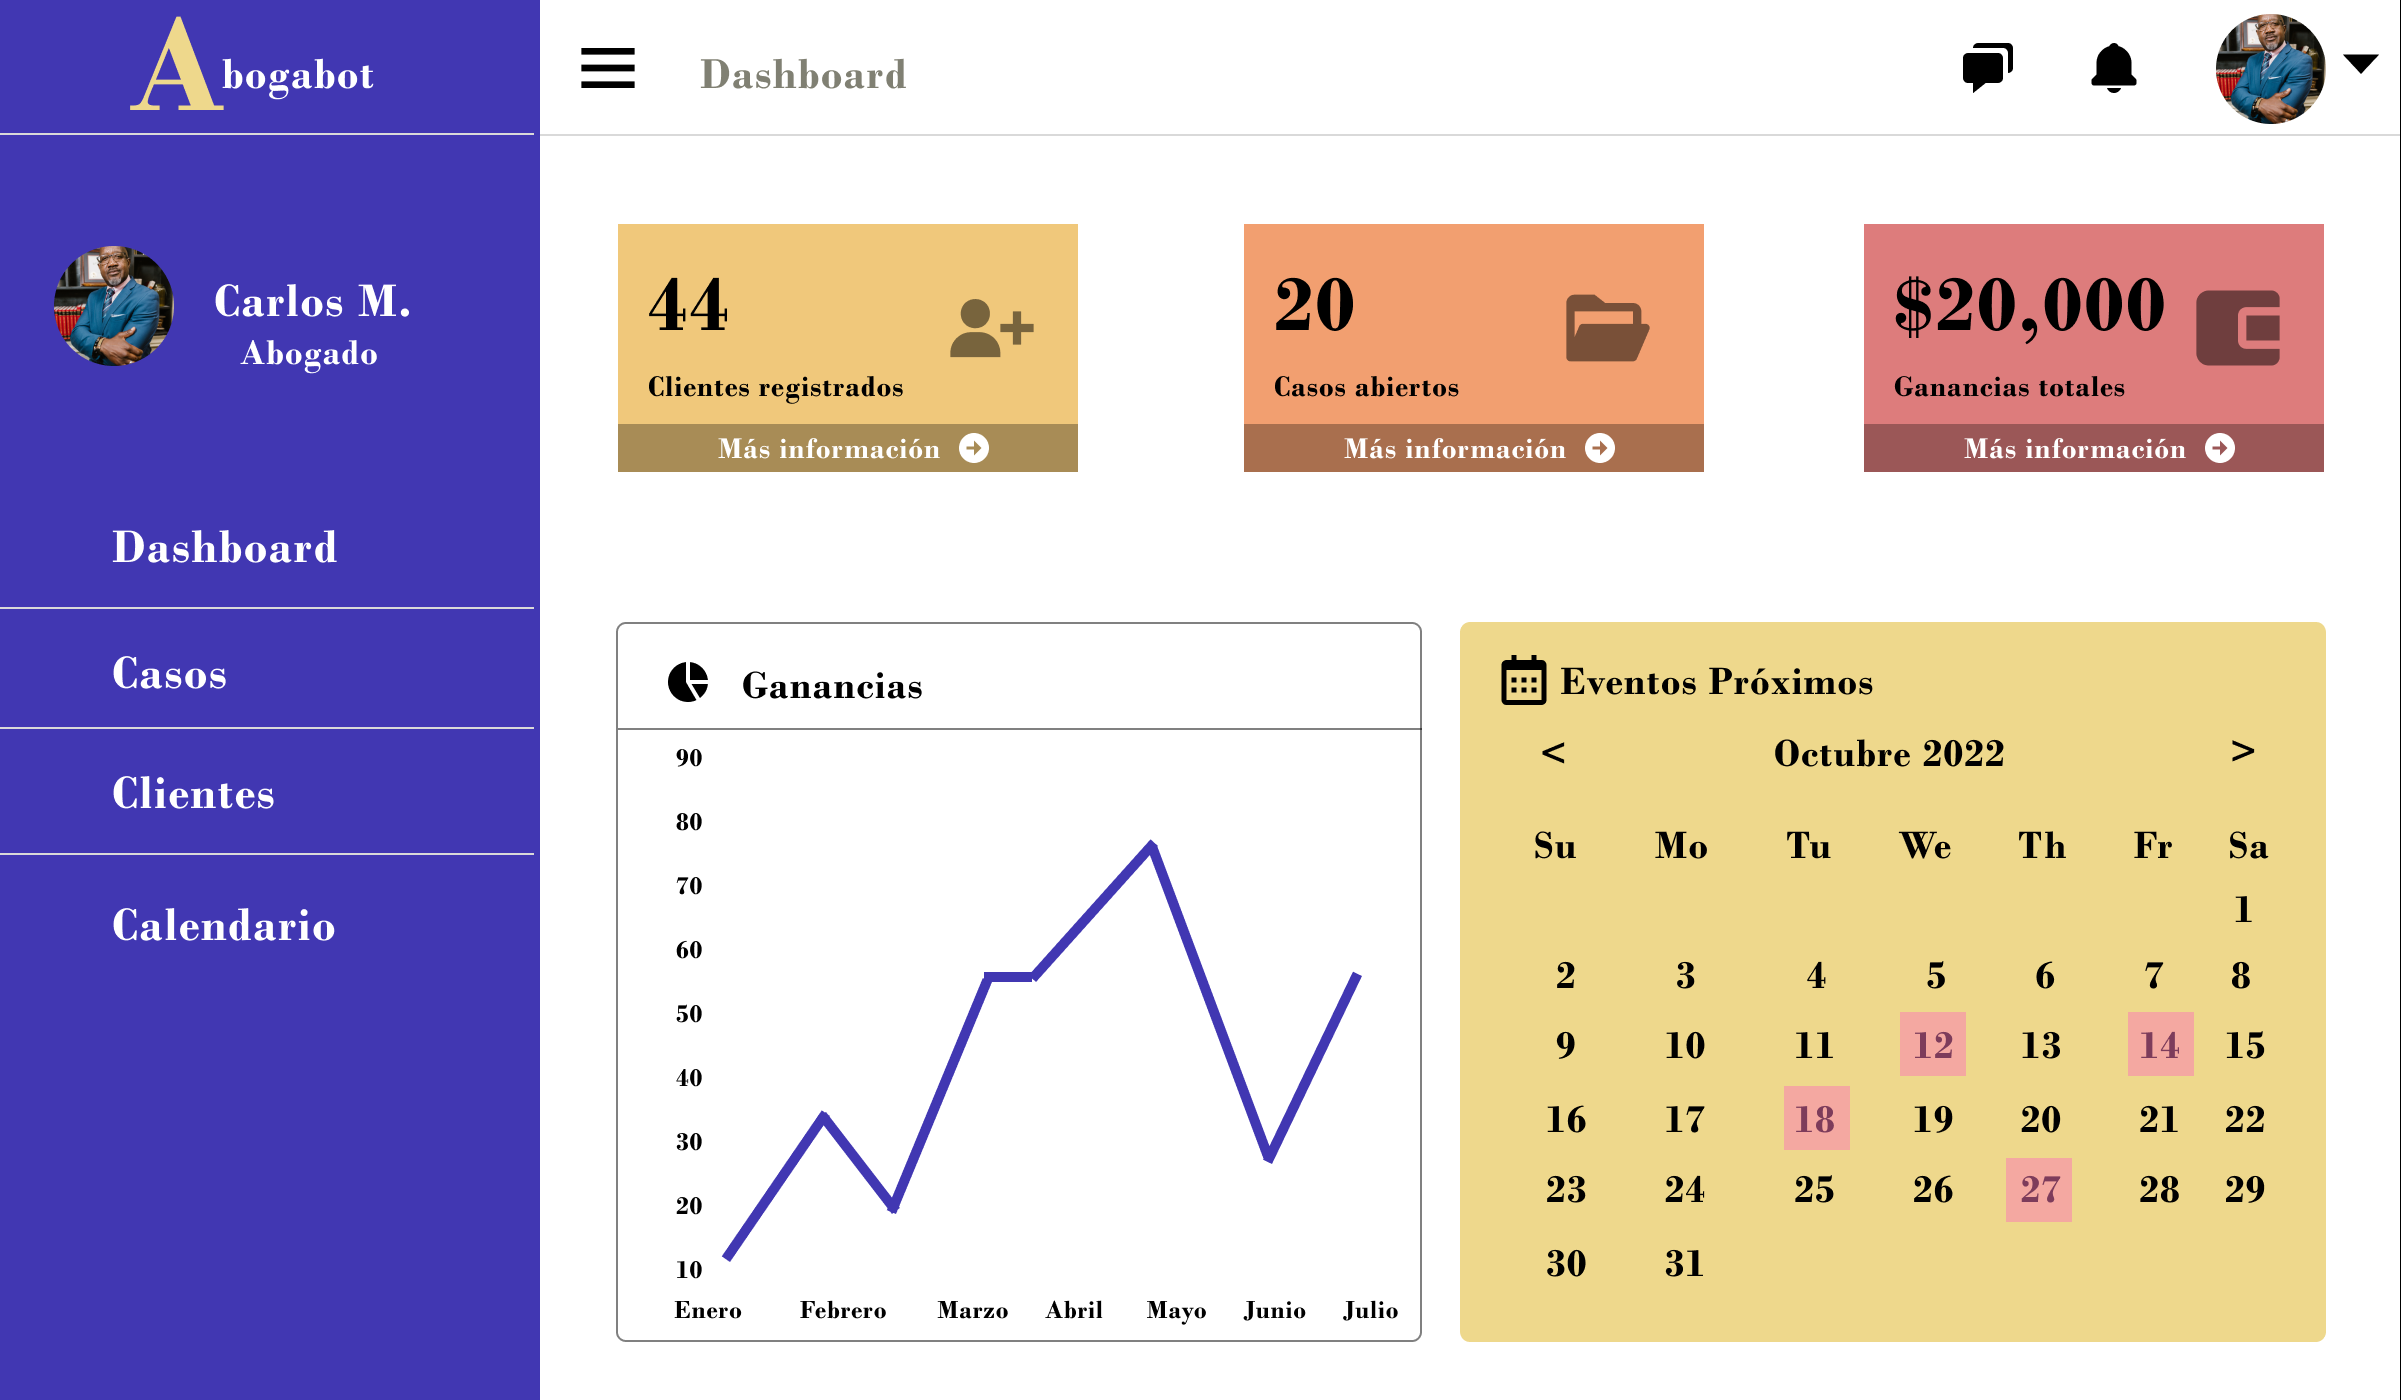 Abogabot
Dashboard
Carlos M.
Abogado
Dashboard
Casos
Clientes
Calendario
44
Clientes registrados
Más información
20
Casos abiertos
Más información
$20,000
Ganancias totales
Más información
Ganancias
90
80
70
60
50
40
30
20
10
Enero Febrero Marzo Abril Mayo Junio Julio
Eventos Próximos
< Octubre 2022 >
Su Mo Tu We Th Fr Sa
1
2 3 4 5 6 7 8
9 10 11 12 13 14 15
16 17 18 19 20 21 22
23 24 25 26 27 28 29
30 31